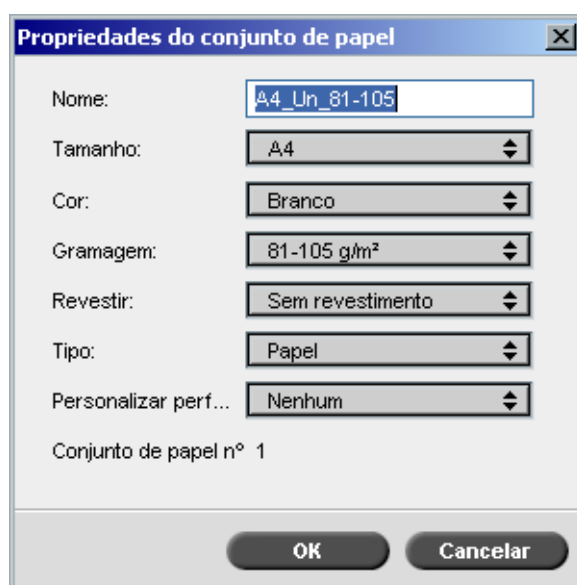 Propriedades do conjunto de papel
Nome: A4_Un_81-105
Tamanho: A4
Cor: Branco
Gramagem: 81-105 g/m²
Revestir: Sem revestimento
Tipo: Papel
Personalizar perf... Nenhum
Conjunto de papel nº 1
OK Cancelar